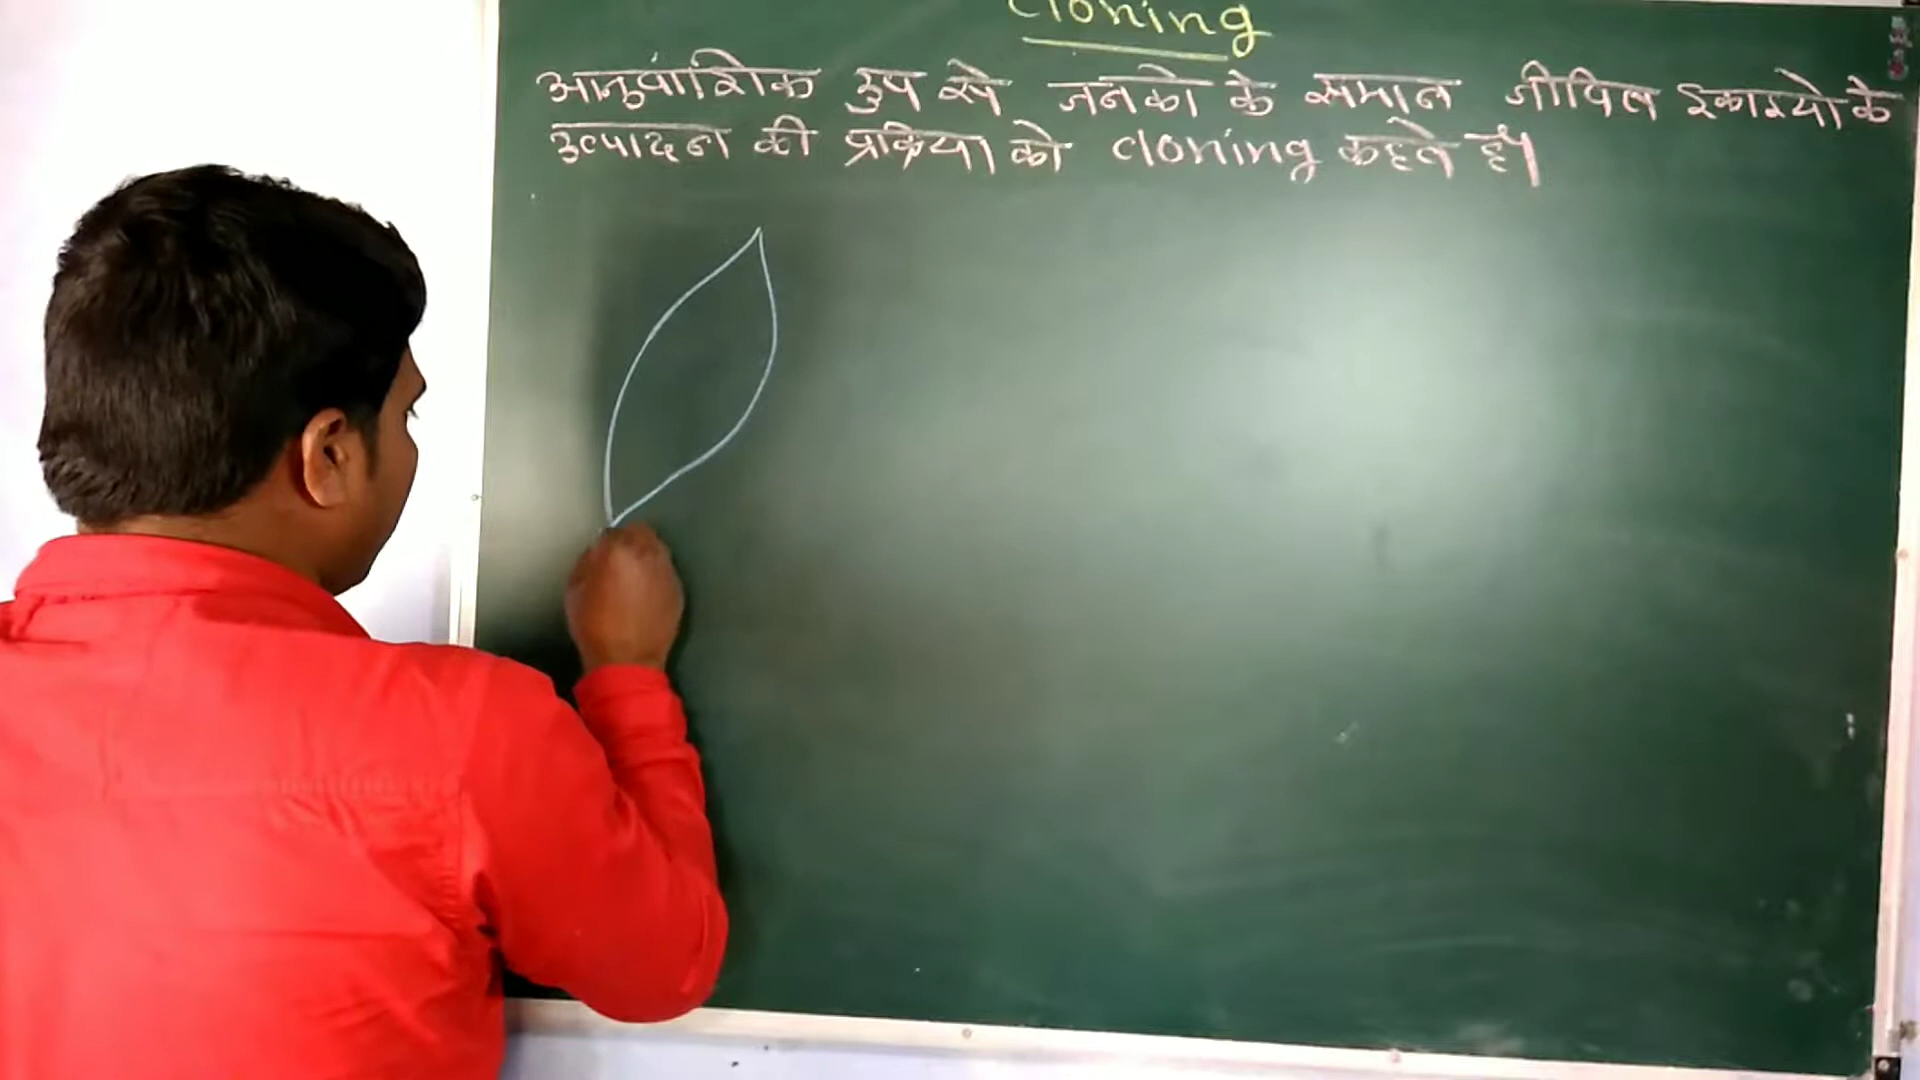 cloning
आनुवांशिक रुप से जनको के समान जीवित इकाइयो के
उत्पादन की प्रक्रिया को cloning कहते हैं।